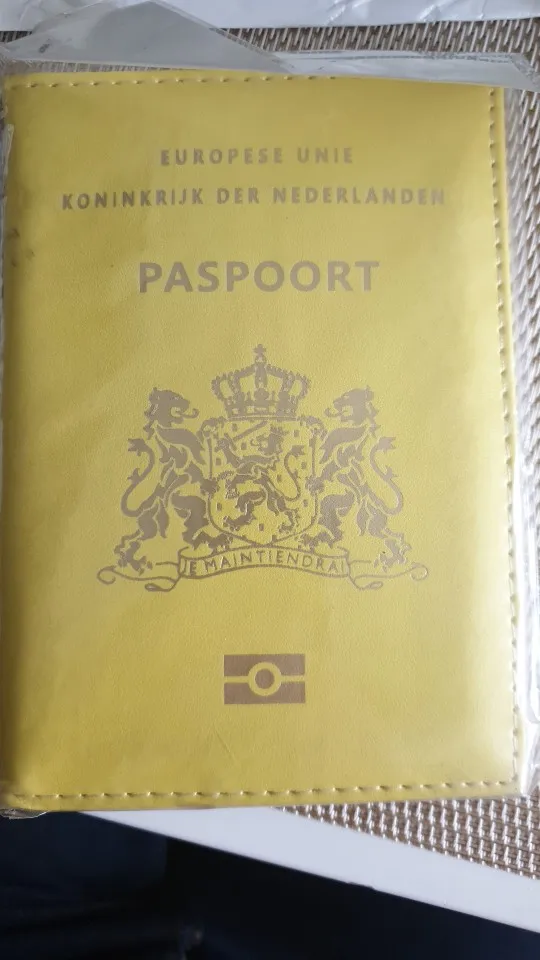 EUROPESE UNIE
KONINKRIJK DER NEDERLANDEN
PASPOORT
JE MAINTIENDRAI